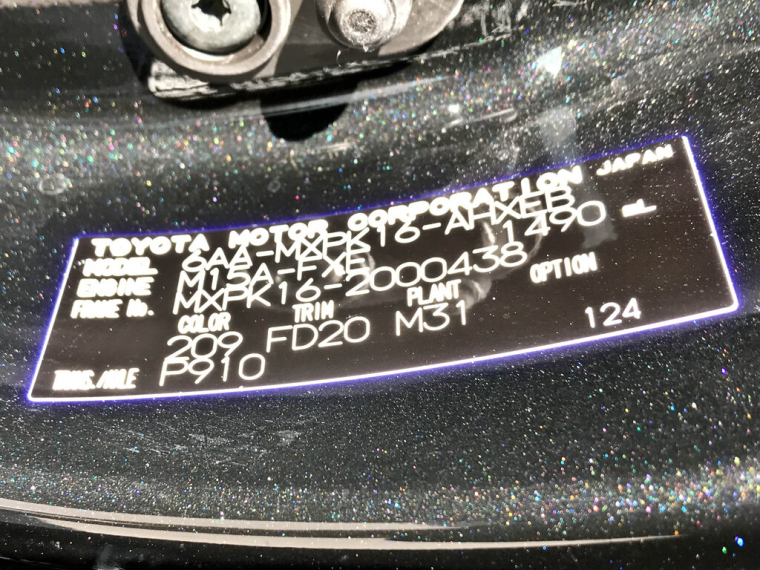 TOYOTA MOTOR CORPORATION JAPAN
MODEL 6AA-MXPK16-AHXEB
ENGINE M15A-FXE 1490 mL
FRAME No. MXPK16-2000438
COLOR TRIM PLANT OPTION
209 FD20 M31 124
TRANS./AXLE P910